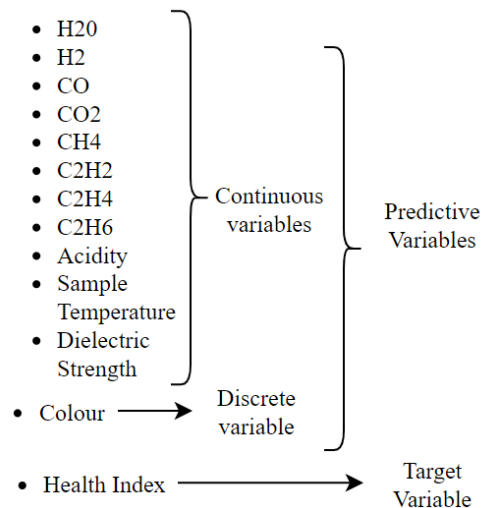 • H20
• H2
• CO
• CO2
• CH4
• C2H2
• C2H4
• C2H6
• Acidity
• Sample
Temperature
• Dielectric
Strength
Continuous
variables
Predictive
Variables
• Colour
Discrete
variable
• Health Index
Target
Variable